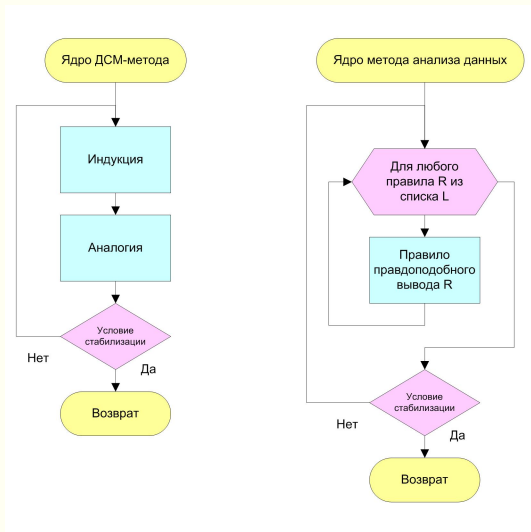 Ядро ДСМ-метода
Индукция
Аналогия
Условие
стабилизации
Нет
Да
Возврат
Ядро метода анализа данных
Для любого
правила R из
списка L
Правило
правдоподобного
вывода R
Условие
стабилизации
Нет
Да
Возврат